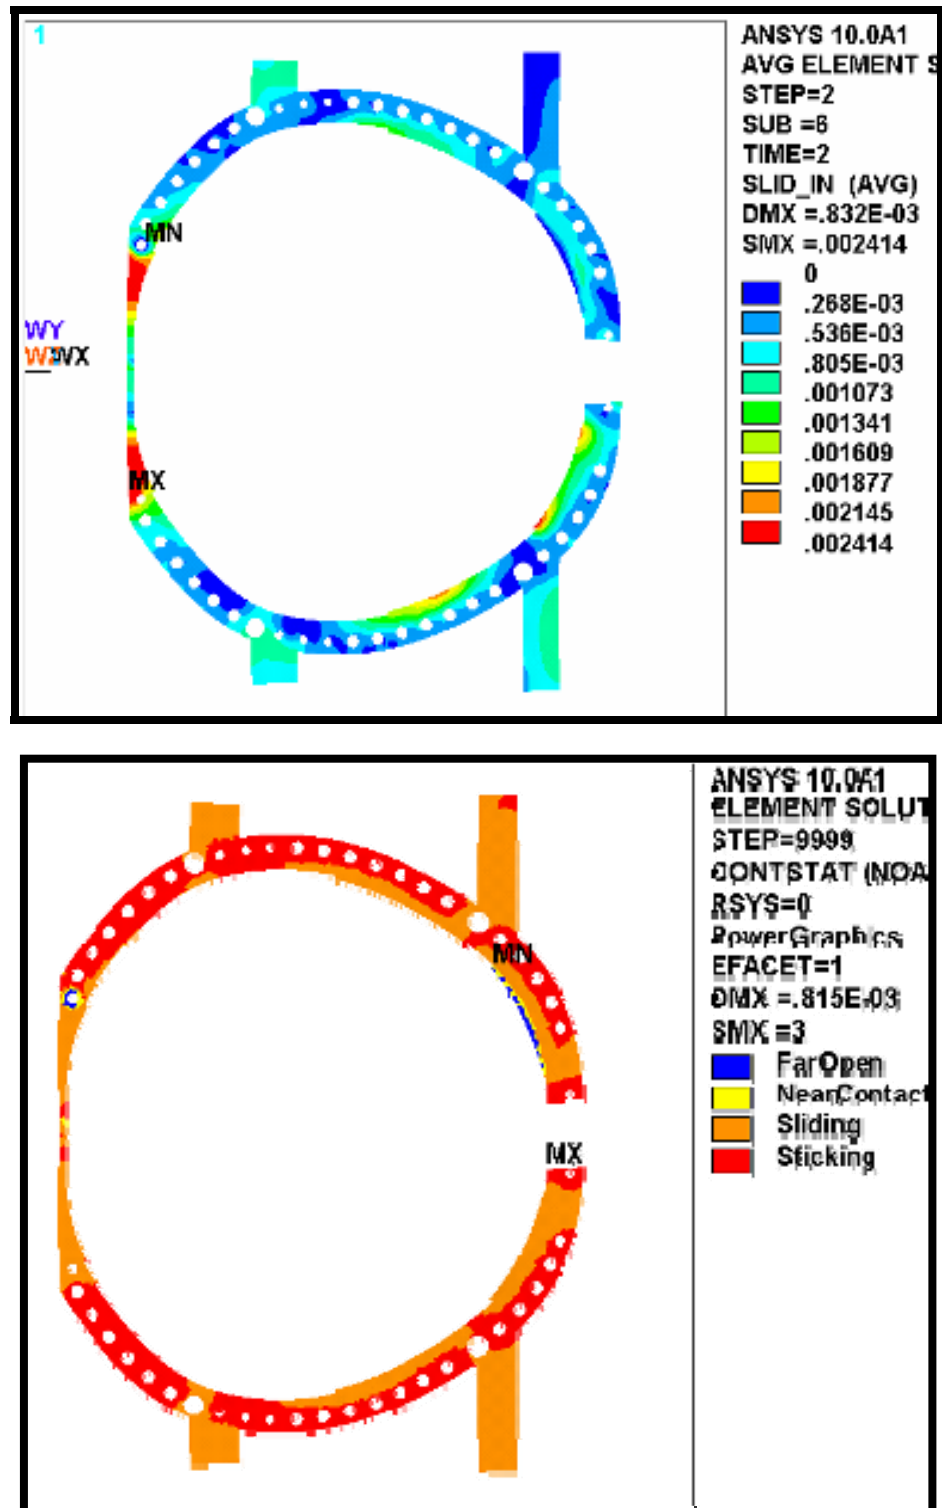 1
ANSYS 10.0A1
AVG ELEMENT S
STEP=2
SUB =6
TIME=2
SLID_IN (AVG)
DMX =.832E-03
SMX =.002414
0
.268E-03
.536E-03
.805E-03
.001073
.001341
.001609
.001877
.002145
.002414
MN
WY
WX
MX
ANSYS 10.0A1
ELEMENT SOLUT
STEP=9999
CONTSTAT (NOA
RSYS=0
PowerGraphics
EFACET=1
DMX =.815E-03
SMX =3
FarOpen
NearContact
Sliding
Sticking
MN
MX